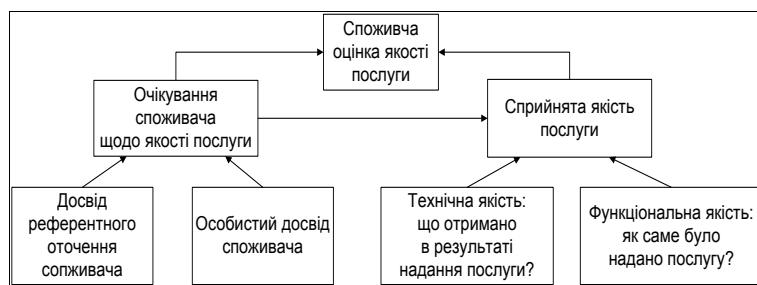 Споживча
оцінка якості
послуги
Очікування
споживача
щодо якості послуги
Сприйнята якість
послуги
Досвід
референтного
оточення
сопживача
Особистий досвід
споживача
Технічна якість:
що отримано
в результаті
надання послуги?
Функціональна якість:
як саме було
надано послугу?